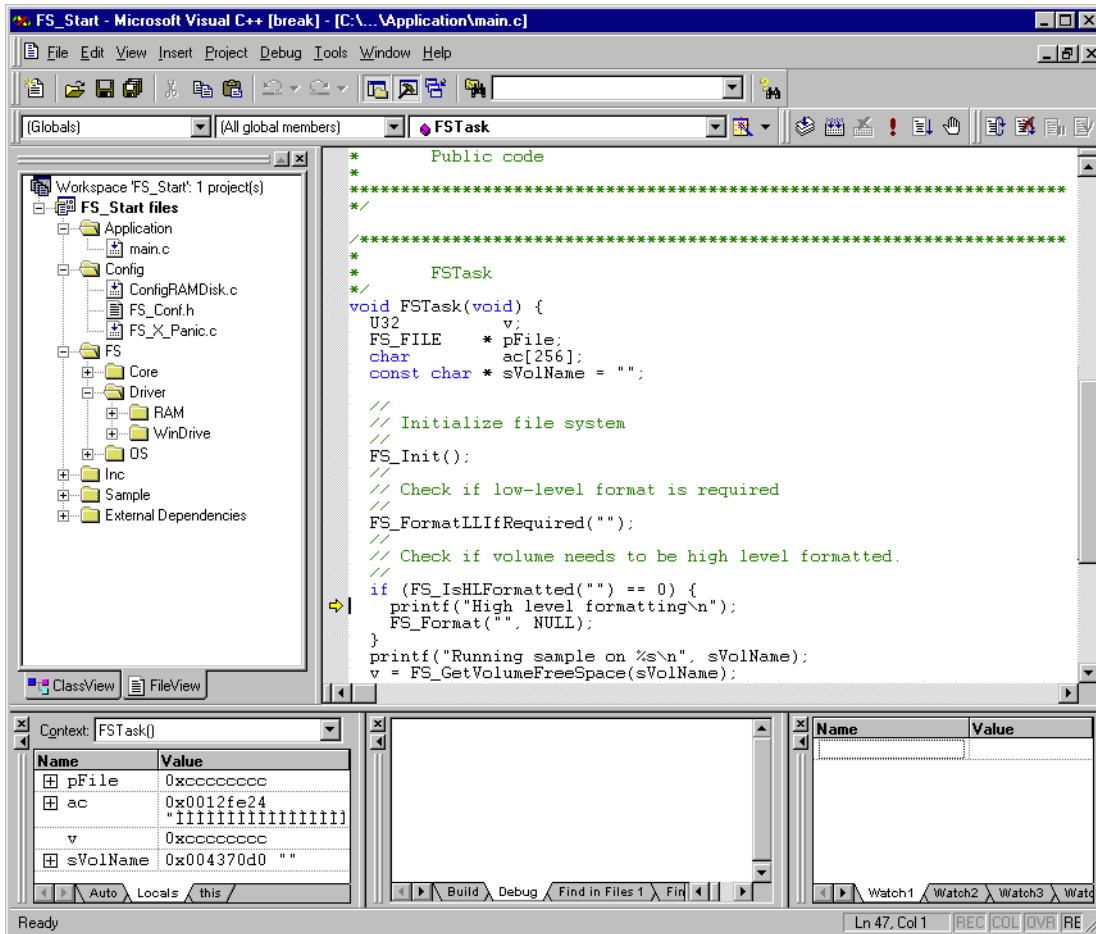 FS_Start - Microsoft Visual C++ [break] - [C:\...\Application\main.c]
File Edit View Insert Project Debug Tools Window Help
(Globals) (All global members) FSTask
Workspace 'FS_Start': 1 project(s)
FS_Start files
Application
main.c
Config
ConfigRAMDisk.c
FS_Conf.h
FS_X_Panic.c
FS
Core
Driver
RAM
WinDrive
OS
Inc
Sample
External Dependencies
ClassView FileView
*       Public code
*
**********************************************************************
*/
/*********************************************************************
*
*       FSTask
*/
void FSTask(void) {
  U32          v;
  FS_FILE    * pFile;
  char         ac[256];
  const char * sVolName = "";
  //
  // Initialize file system
  //
  FS_Init();
  //
  // Check if low-level format is required
  //
  FS_FormatLLIfRequired("");
  //
  // Check if volume needs to be high level formatted.
  //
  if (FS_IsHLFormatted("") == 0) {
    printf("High level formatting\n");
    FS_Format("", NULL);
  }
  printf("Running sample on %s\n", sVolName);
  v = FS_GetVolumeFreeSpace(sVolName);
Context: FSTask()
Name Value
pFile 0xcccccccc
ac 0x0012fe24
v 0xcccccccc
sVolName 0x004370d0 ""
Auto Locals this
Build Debug Find in Files 1 Fin
Name Value
Watch1 Watch2 Watch3 Watc
Ready
Ln 47, Col 1 REC COL OVR RE